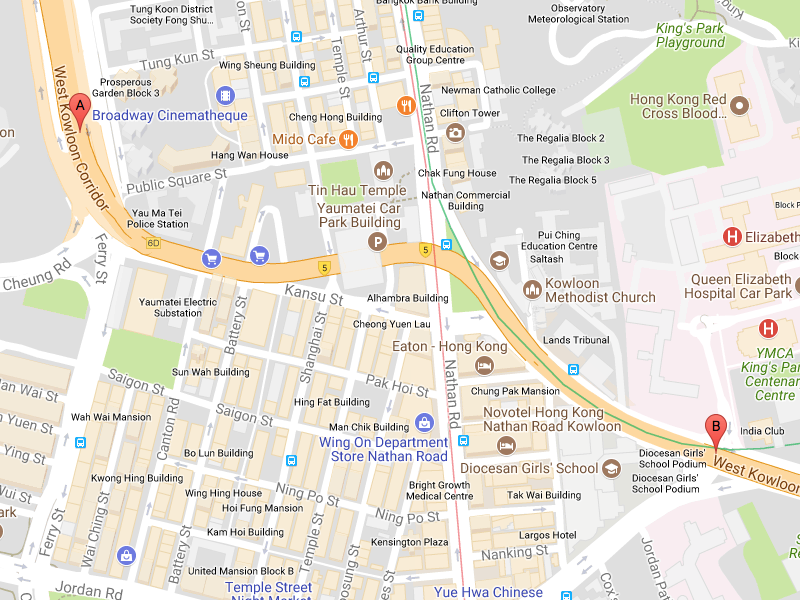 Tung Koon District
Society Fong Shu...
Bangkok Bank Building
Observatory
Meteorological Station
King's Park
Playground
Tung Kun St
Temple St
Arthur St
Wing Sheung Building
Quality Education
Group Centre
Prosperous
Garden Block 3
Broadway Cinematheque
Newman Catholic College
Clifton Tower
Hong Kong Red
Cross Blood...
West Kowloon Corridor
A
Cheng Hong Building
Mido Cafe
Nathan Rd
The Regalia Block 2
The Regalia Block 3
The Regalia Block 5
Hang Wan House
Public Square St
Chak Fung House
Tin Hau Temple
Nathan Commercial
Building
Yaumatei Car
Park Building
P
Yau Ma Tei
Police Station
6D
5
5
Pui Ching
Education Centre
Saltash
H
Elizabeth
Block
Queen Elizabeth
Hospital Car Park
Kowloon
Methodist Church
Ferry St
Cheung Rd
Kansu St
Alhambra Building
Yaumatei Electric
Substation
Battery St
Shanghai St
Cheong Yuen Lau
Eaton - Hong Kong
Lands Tribunal
H
YMCA
King's Par
Centenar
Centre
Sun Wah Building
Saigon St
Pak Hoi St
Nathan Rd
Chung Pak Mansion
an Wai St
Hing Fat Building
Novotel Hong Kong
Nathan Road Kowloon
Wah Wai Mansion
Canton Rd
Saigon St
Man Chik Building
Wing On Department
Store Nathan Road
B
India Club
n Yuen St
Ying St
Bo Lun Building
Diocesan Girls' School
Diocesan Girls'
School Podium
Diocesan Girls'
School Podium
West Kowloon
Kwong Hing Building
Wing Hing House
Hoi Fung Mansion
Ning Po St
Bright Growth
Medical Centre
Tak Wai Building
Wui St
ark
Ferry St
Wai Ching St
Battery St
Kam Hoi Building
Temple St
Ning Po St
Kensington Plaza
Largos Hotel
Nanking St
Jordan Rd
United Mansion Block B
Temple Street
Night Market
Yue Hwa Chinese
Cox's
Jordan Pat